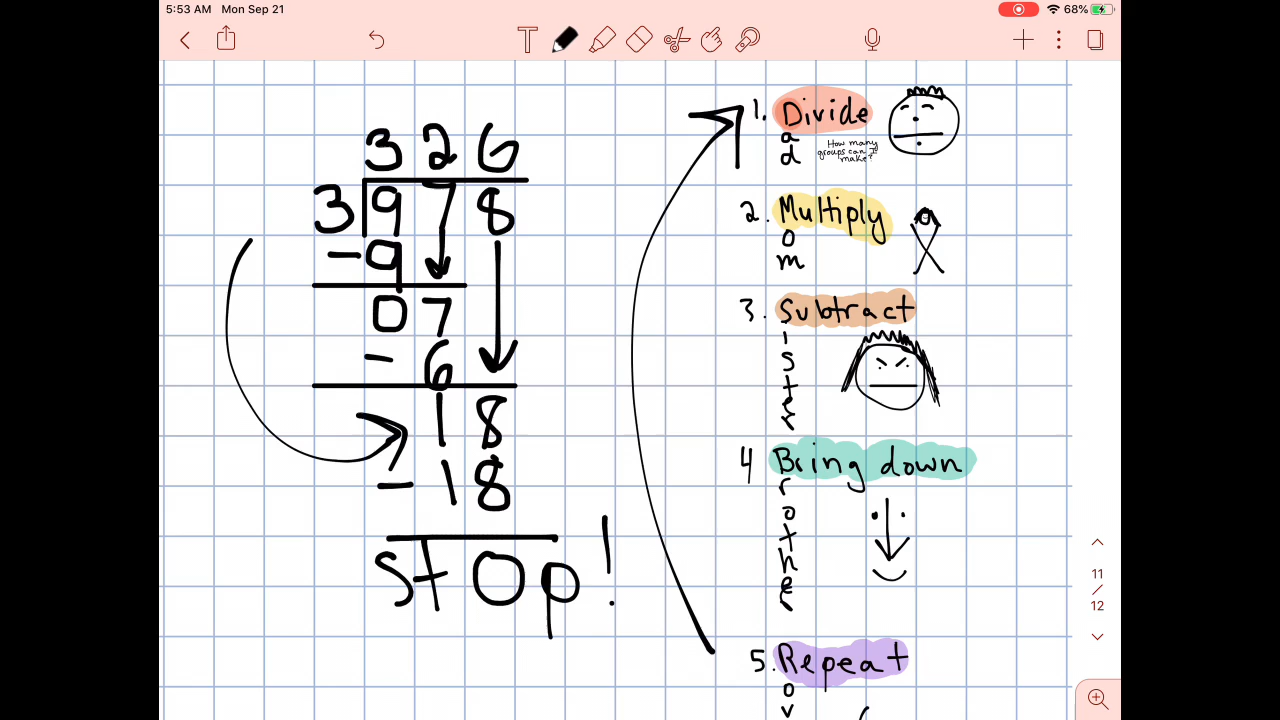 5:53 AM Mon Sep 21
68%
326
3 978
-9
07
- 6
18
-18
stop!
1. Divide
a
d
How many
groups can I
make?
2. Multiply
o
m
3. Subtract
i
s
t
e
r
4 Bring down
r
o
t
h
e
r
5. Repeat
o
v
11
/
12